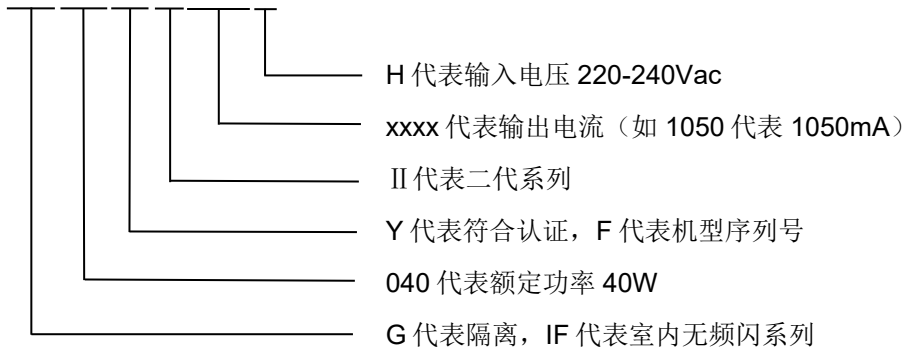 H 代表输入电压 220-240Vac
xxxx 代表输出电流（如 1050 代表 1050mA）
Ⅱ代表二代系列
Y 代表符合认证，F 代表机型序列号
040 代表额定功率 40W
G 代表隔离，IF 代表室内无频闪系列